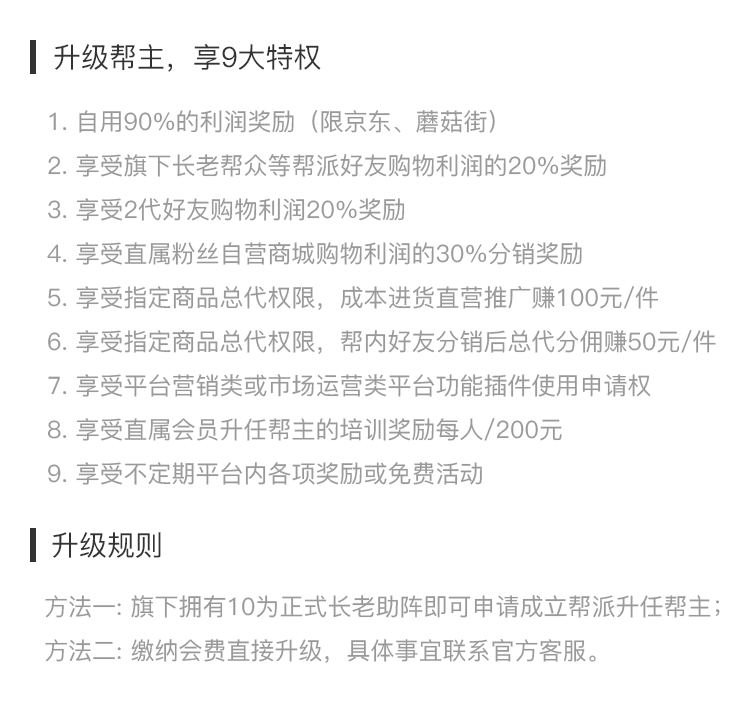 升级帮主，享9大特权
1. 自用90%的利润奖励（限京东、蘑菇街）
2. 享受旗下长老帮众等帮派好友购物利润的20%奖励
3. 享受2代好友购物利润20%奖励
4. 享受直属粉丝自营商城购物利润的30%分销奖励
5. 享受指定商品总代权限，成本进货直营推广赚100元/件
6. 享受指定商品总代权限，帮内好友分销后总代分佣赚50元/件
7. 享受平台营销类或市场运营类平台功能插件使用申请权
8. 享受直属会员升任帮主的培训奖励每人/200元
9. 享受不定期平台内各项奖励或免费活动
升级规则
方法一: 旗下拥有10为正式长老助阵即可申请成立帮派升任帮主；
方法二: 缴纳会费直接升级，具体事宜联系官方客服。